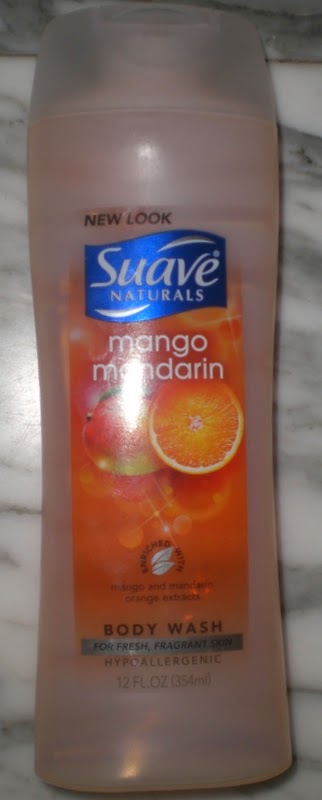 NEW LOOK
Suave®
NATURALS
mango
mandarin
ENRICHED WITH
mango and mandarin
orange extracts
BODY WASH
FOR FRESH, FRAGRANT SKIN
HYPOALLERGENIC
12 FL.OZ (354ml)